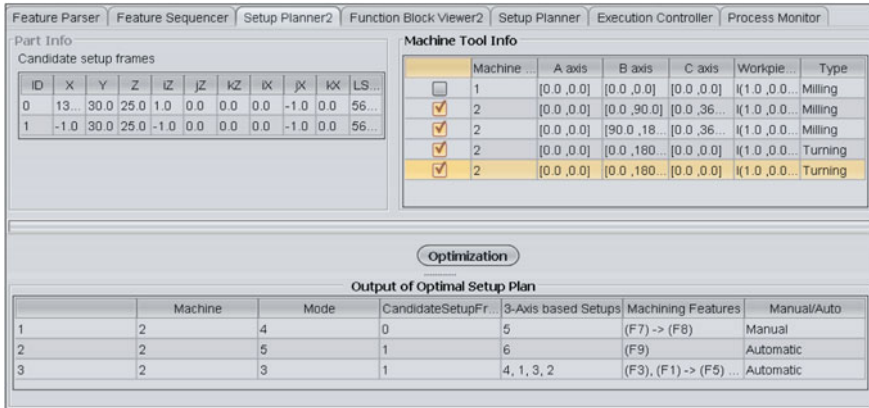 Feature Parser Feature Sequencer Setup Planner2 Function Block Viewer2 Setup Planner Execution Controller Process Monitor
Part Info
Candidate setup frames
ID X Y Z iZ jZ kZ iX jX kX LS...
0 13... 30.0 25.0 1.0 0.0 0.0 0.0 -1.0 0.0 56...
1 -1.0 30.0 25.0 -1.0 0.0 0.0 0.0 -1.0 0.0 56...
Machine Tool Info
Machine ... A axis B axis C axis Workpie... Type
1 [0.0 ,0.0] [0.0 ,0.0] [0.0 ,0.0] I(1.0 ,0.0... Milling
2 [0.0 ,0.0] [0.0 ,90.0] [0.0 ,36... I(1.0 ,0.0... Milling
2 [0.0 ,0.0] [90.0 ,18... [0.0 ,36... I(1.0 ,0.0... Milling
2 [0.0 ,0.0] [0.0 ,180... [0.0 ,0.0] I(1.0 ,0.0... Turning
2 [0.0 ,0.0] [0.0 ,180... [0.0 ,0.0] I(1.0 ,0.0... Turning
Optimization
Output of Optimal Setup Plan
Machine Mode CandidateSetupFr... 3-Axis based Setups Machining Features Manual/Auto
1 2 4 0 5 (F7) -> (F8) Manual
2 2 5 1 6 (F9) Automatic
3 2 3 1 4, 1, 3, 2 (F3), (F1) -> (F5) ... Automatic